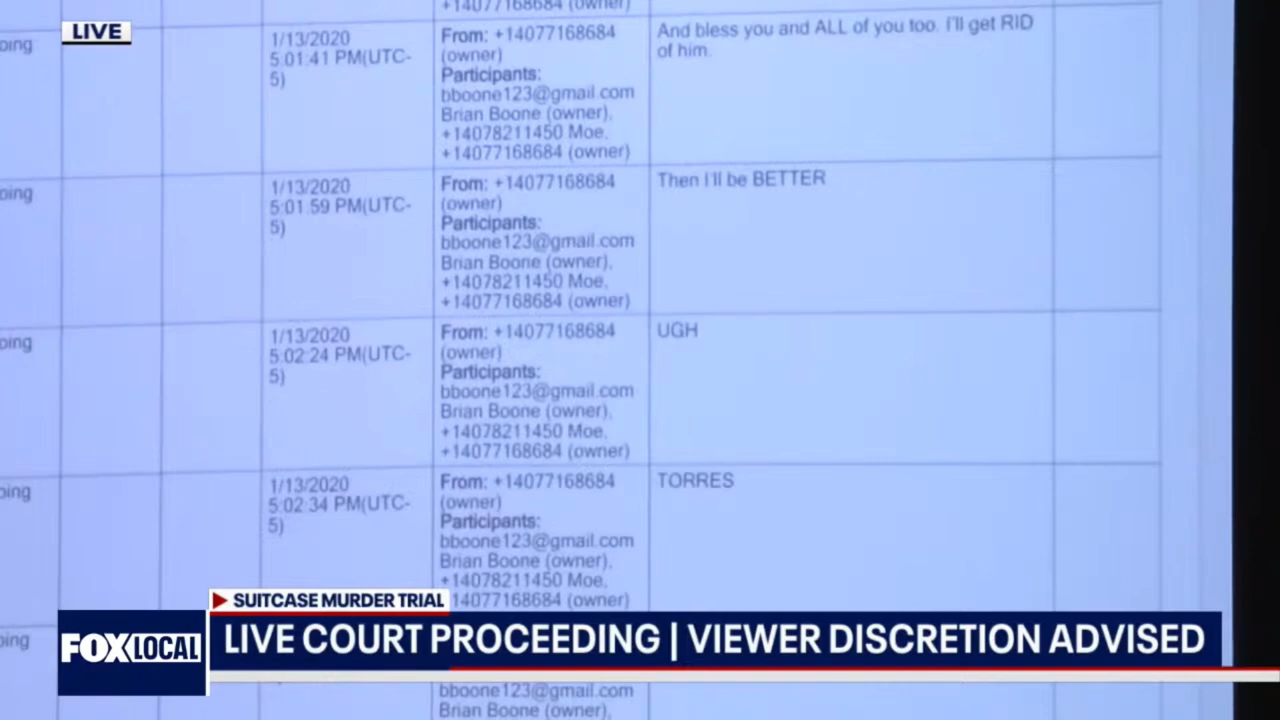 +14077168684 (owner)
LIVE
1/13/2020
5:01:41 PM(UTC-
5)
From: +14077168684
(owner)
Participants:
bboone123@gmail.com
Brian Boone (owner),
+14078211450 Moe,
+14077168684 (owner)
And bless you and ALL of you too. I'll get RID
of him.
1/13/2020
5:01:59 PM(UTC-
5)
From: +14077168684
(owner)
Participants:
bboone123@gmail.com
Brian Boone (owner),
+14078211450 Moe,
+14077168684 (owner)
Then I'll be BETTER
1/13/2020
5:02:24 PM(UTC-
5)
From: +14077168684
(owner)
Participants:
bboone123@gmail.com
Brian Boone (owner),
+14078211450 Moe,
+14077168684 (owner)
UGH
1/13/2020
5:02:34 PM(UTC-
5)
From: +14077168684
(owner)
Participants:
bboone123@gmail.com
Brian Boone (owner),
+14078211450 Moe,
14077168684 (owner)
TORRES
SUITCASE MURDER TRIAL
FOX LOCAL
LIVE COURT PROCEEDING | VIEWER DISCRETION ADVISED
bboone123@gmail.com
Brian Boone (owner),